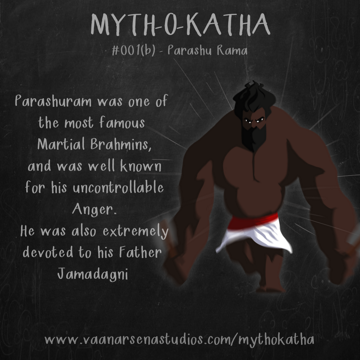 MYTH-O-KATHA
#001(b) - Parashu Rama
Parashuram was one of
the most famous
Martial Brahmins,
and was well known
for his uncontrollable
Anger.
He was also extremely
devoted to his Father
Jamadagni
www.vaanarsenastudios.com/mythokatha